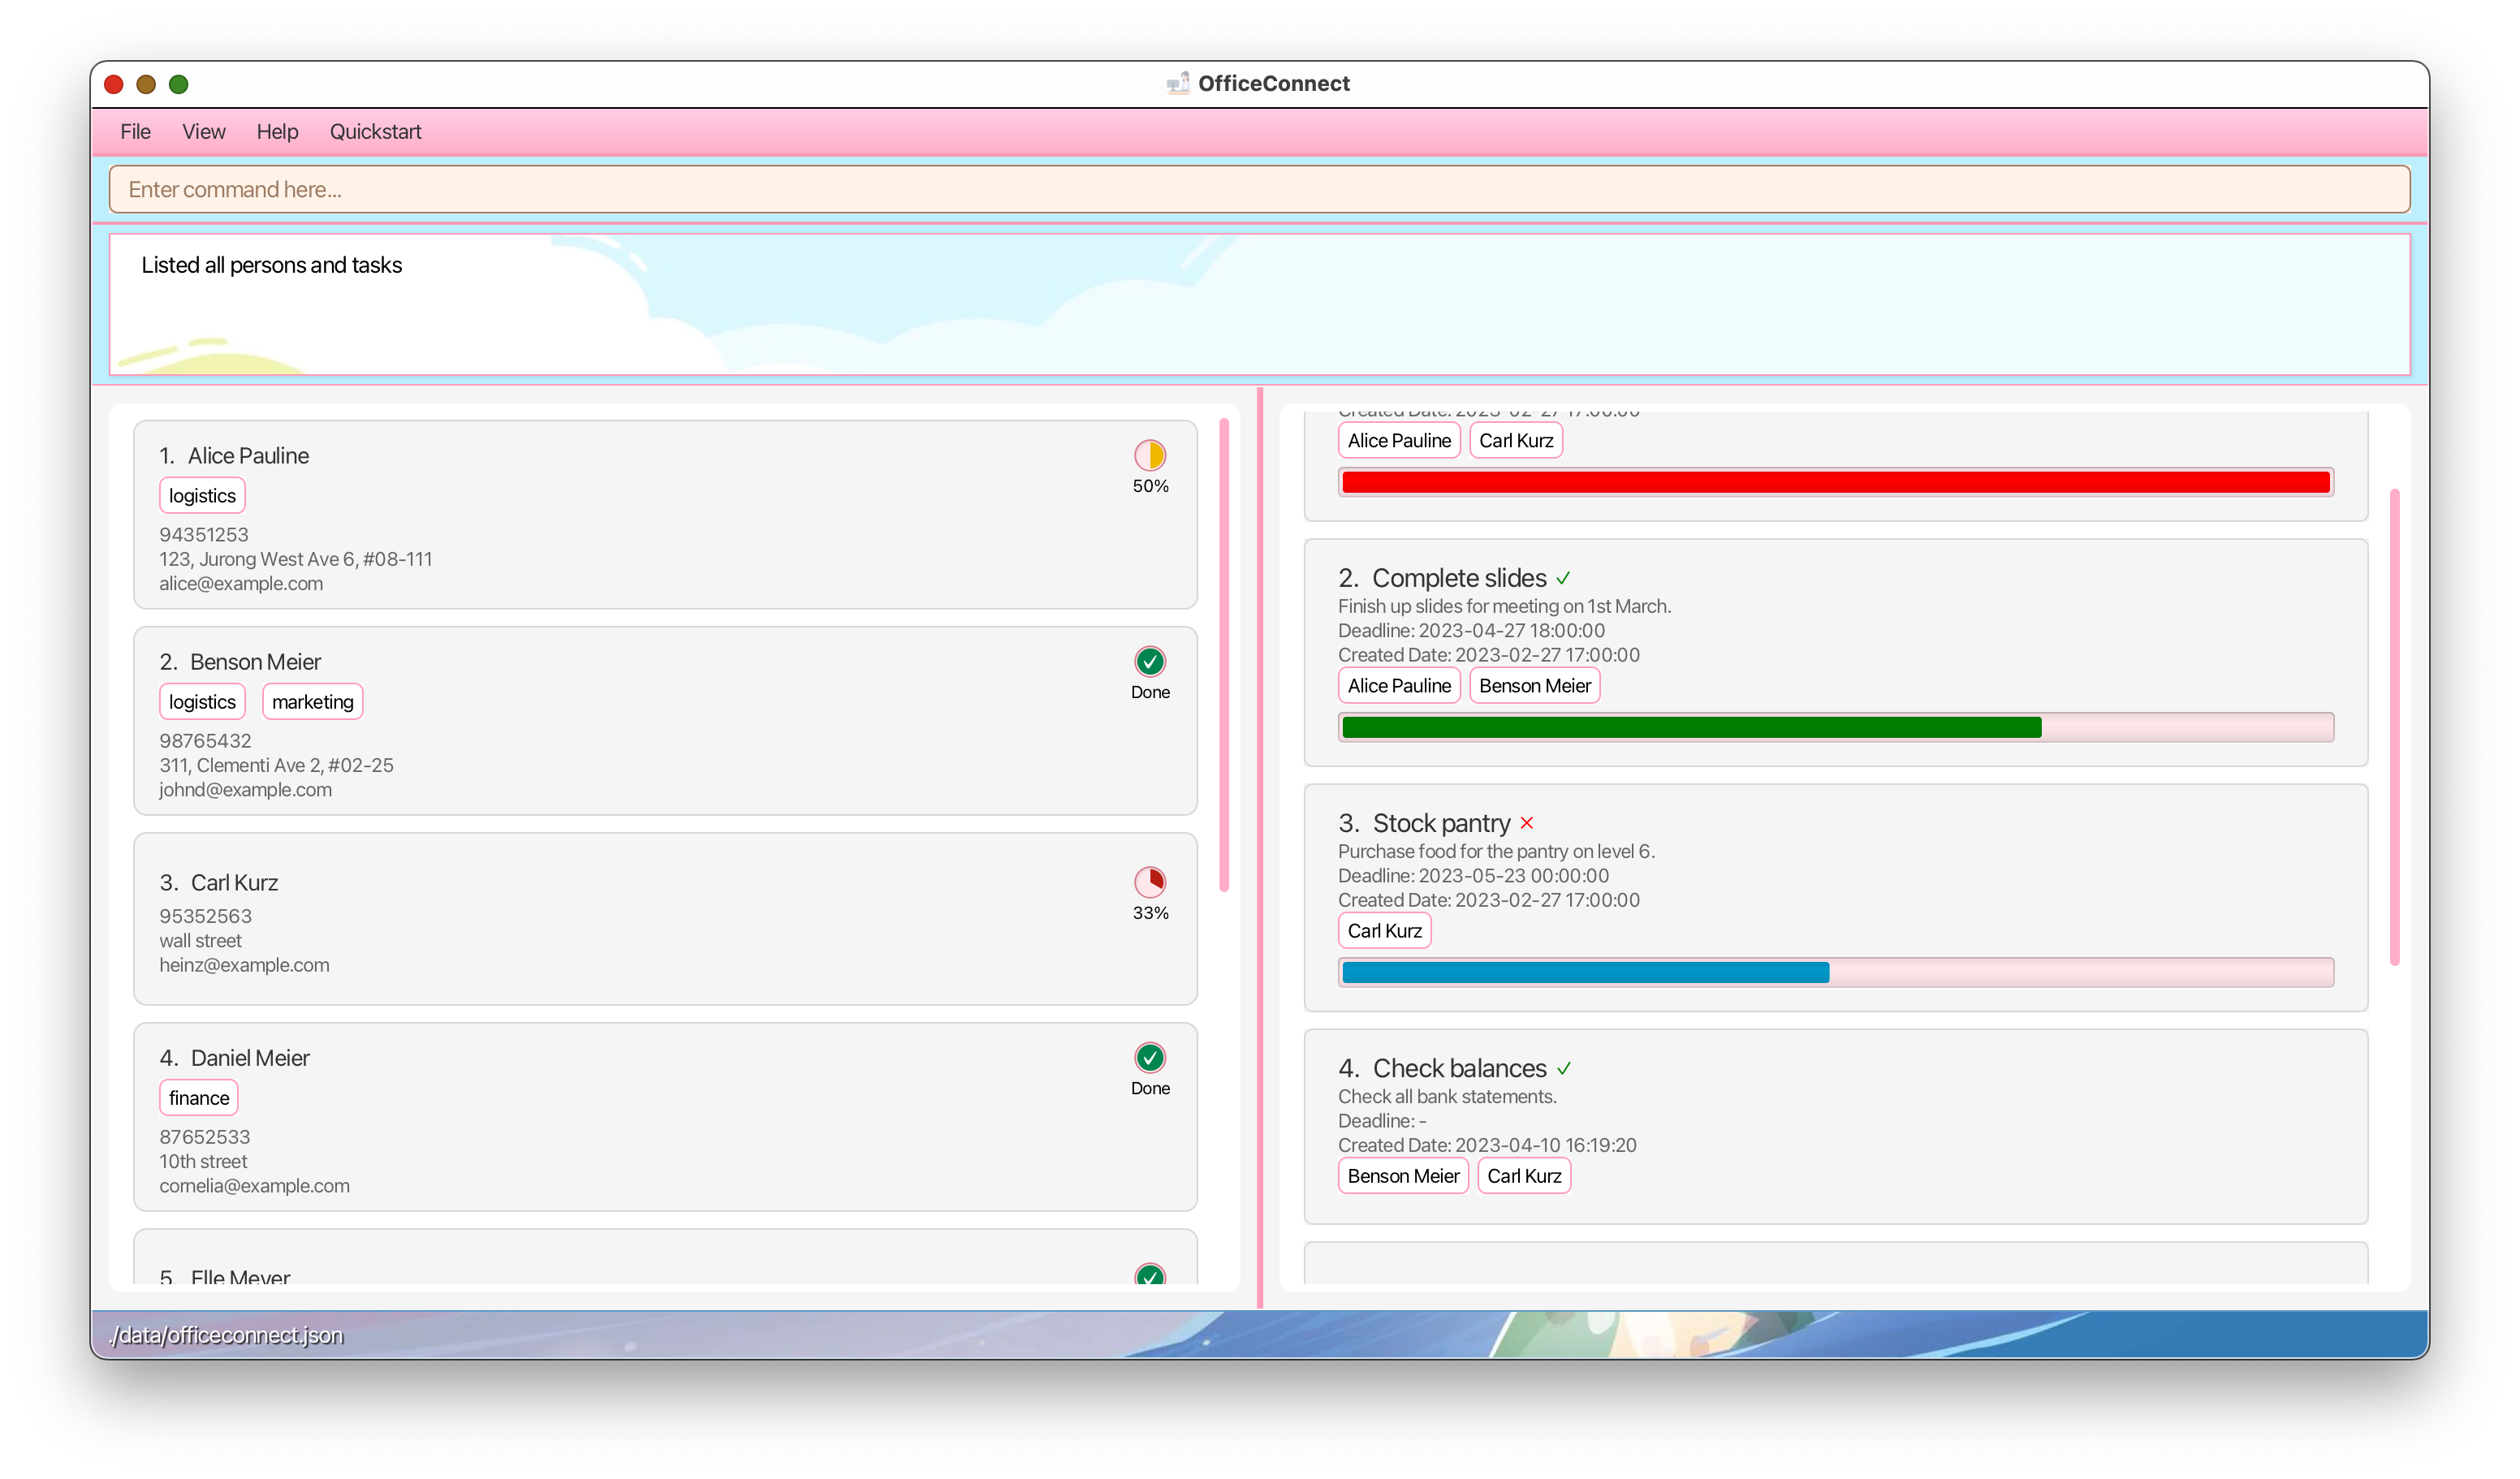 OfficeConnect
File View Help Quickstart
Enter command here...
Listed all persons and tasks
1. Alice Pauline
50%
logistics
94351253
123, Jurong West Ave 6, #08-111
alice@example.com
2. Benson Meier
Done
logistics marketing
98765432
311, Clementi Ave 2, #02-25
johnd@example.com
3. Carl Kurz
33%
95352563
wall street
heinz@example.com
4. Daniel Meier
Done
finance
87652533
10th street
cornelia@example.com
5. Elle Meyer
Created Date: 2023-02-27 17:00:00
Alice Pauline Carl Kurz
2. Complete slides ✓
Finish up slides for meeting on 1st March.
Deadline: 2023-04-27 18:00:00
Created Date: 2023-02-27 17:00:00
Alice Pauline Benson Meier
3. Stock pantry ✕
Purchase food for the pantry on level 6.
Deadline: 2023-05-23 00:00:00
Created Date: 2023-02-27 17:00:00
Carl Kurz
4. Check balances ✓
Check all bank statements.
Deadline: -
Created Date: 2023-04-10 16:19:20
Benson Meier Carl Kurz
./data/officeconnect.json